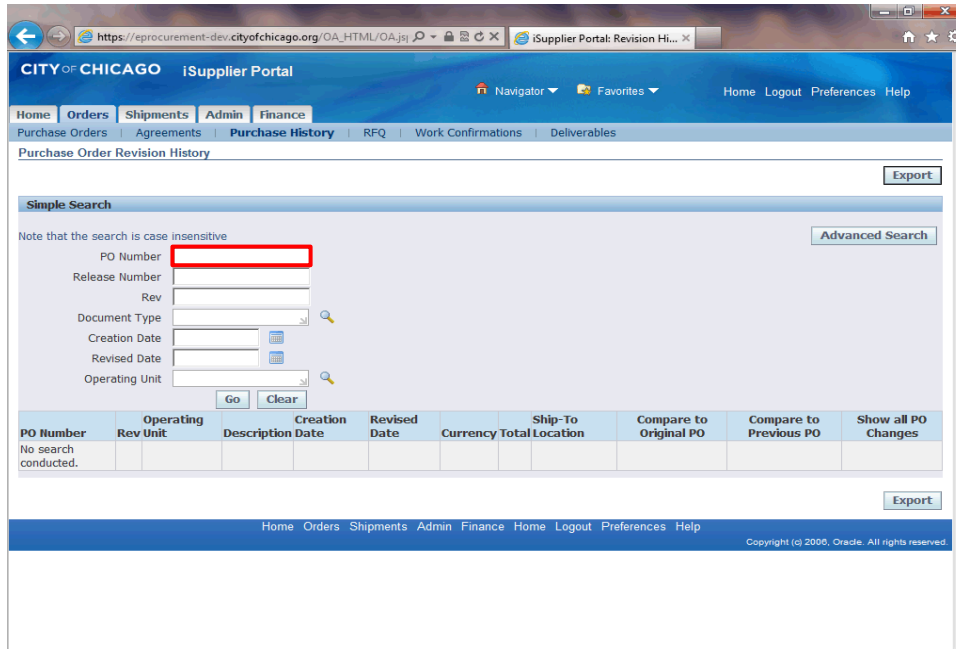 https://eprocurement-dev.cityofchicago.org/OA_HTML/OA.jsp
iSupplier Portal: Revision Hi...
CITY OF CHICAGO iSupplier Portal
Navigator Favorites Home Logout Preferences Help
Home Orders Shipments Admin Finance
Purchase Orders | Agreements | Purchase History | RFQ | Work Confirmations | Deliverables
Purchase Order Revision History
Export
Simple Search
Note that the search is case insensitive
Advanced Search
PO Number
Release Number
Rev
Document Type
Creation Date
Revised Date
Operating Unit
Go Clear
PO Number Rev Operating Unit Description Creation Date Revised Date Currency Total Ship-To Location Compare to Original PO Compare to Previous PO Show all PO Changes
No search conducted.
Export
Home Orders Shipments Admin Finance Home Logout Preferences Help
Copyright (c) 2006, Oracle. All rights reserved.